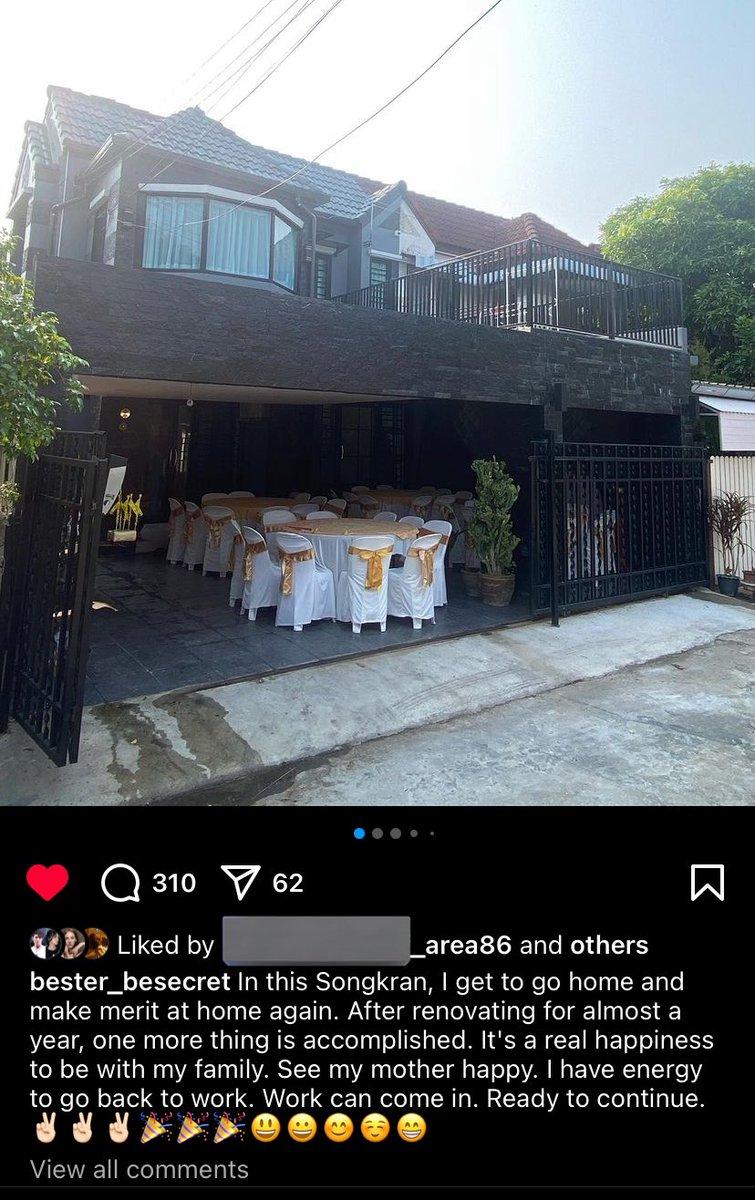 310
62
Liked by _area86 and others
bester_besecret In this Songkran, I get to go home and
make merit at home again. After renovating for almost a
year, one more thing is accomplished. It's a real happiness
to be with my family. See my mother happy. I have energy
to go back to work. Work can come in. Ready to continue.
✌🏻✌🏻✌🏻🎉🎉🎉😃😀😊☺️😁
View all comments